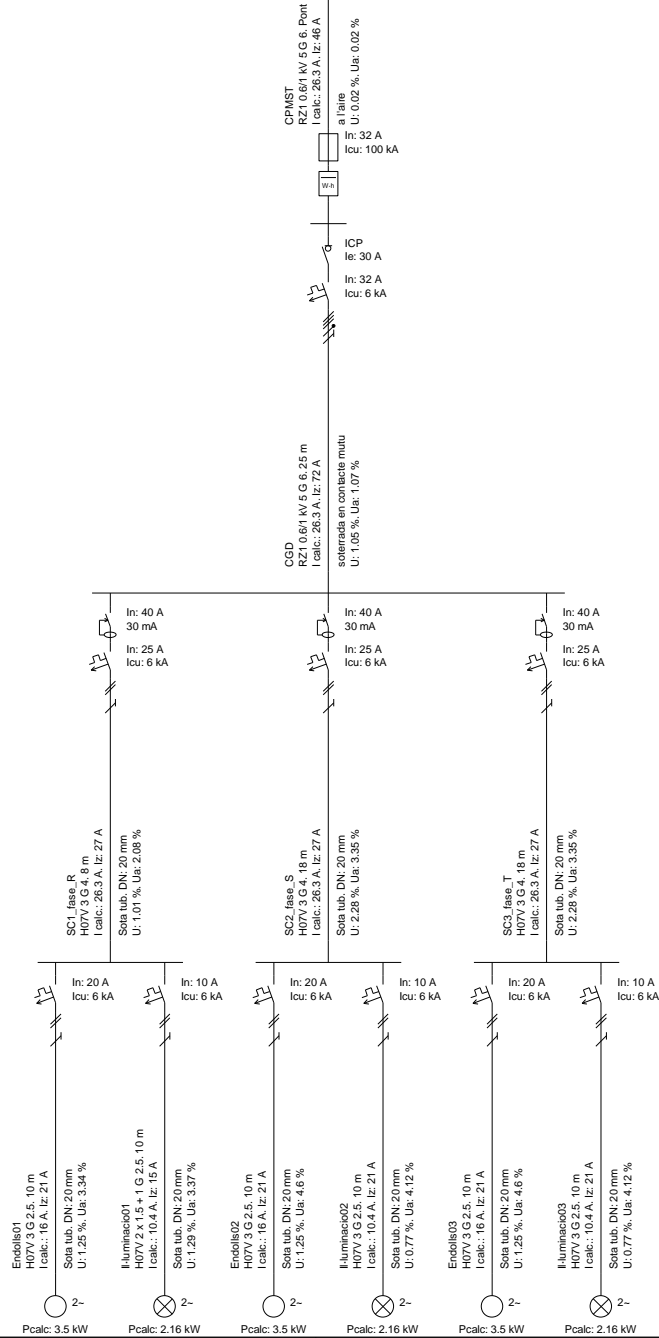 CPMST
RZ1 0.6/1 kV 5 G 6. Pont
I calc.: 26.3 A. Iz: 46 A
a l'aire
U: 0.02 %. Ua: 0.02 %
In: 32 A
Icu: 100 kA
W·h
ICP
Ie: 30 A
In: 32 A
Icu: 6 kA
CGD
RZ1 0.6/1 kV 5 G 6. 25 m
I calc.: 26.3 A. Iz: 72 A
soterrada en contacte mutu
U: 1.05 %. Ua: 1.07 %
In: 40 A
30 mA
In: 25 A
Icu: 6 kA
In: 40 A
30 mA
In: 25 A
Icu: 6 kA
In: 40 A
30 mA
In: 25 A
Icu: 6 kA
SC1_fase_R
H07V 3 G 4. 8 m
I calc.: 26.3 A. Iz: 27 A
Sota tub. DN: 20 mm
U: 1.01 %. Ua: 2.08 %
SC2_fase_S
H07V 3 G 4. 18 m
I calc.: 26.3 A. Iz: 27 A
Sota tub. DN: 20 mm
U: 2.28 %. Ua: 3.35 %
SC3_fase_T
H07V 3 G 4. 18 m
I calc.: 26.3 A. Iz: 27 A
Sota tub. DN: 20 mm
U: 2.28 %. Ua: 3.35 %
In: 20 A
Icu: 6 kA
In: 10 A
Icu: 6 kA
In: 20 A
Icu: 6 kA
In: 10 A
Icu: 6 kA
In: 20 A
Icu: 6 kA
In: 10 A
Icu: 6 kA
Endolls01
H07V 3 G 2.5. 10 m
I calc.: 16 A. Iz: 21 A
Sota tub. DN: 20 mm
U: 1.25 %. Ua: 3.34 %
Il·luminacio01
H07V 2 x 1.5 + 1 G 2.5. 10 m
I calc.: 10.4 A. Iz: 15 A
Sota tub. DN: 20 mm
U: 1.29 %. Ua: 3.37 %
Endolls02
H07V 3 G 2.5. 10 m
I calc.: 16 A. Iz: 21 A
Sota tub. DN: 20 mm
U: 1.25 %. Ua: 4.6 %
Il·luminacio02
H07V 3 G 2.5. 10 m
I calc.: 10.4 A. Iz: 21 A
Sota tub. DN: 20 mm
U: 0.77 %. Ua: 4.12 %
Endolls03
H07V 3 G 2.5. 10 m
I calc.: 16 A. Iz: 21 A
Sota tub. DN: 20 mm
U: 1.25 %. Ua: 4.6 %
Il·luminacio03
H07V 3 G 2.5. 10 m
I calc.: 10.4 A. Iz: 21 A
Sota tub. DN: 20 mm
U: 0.77 %. Ua: 4.12 %
2~
2~
2~
2~
2~
2~
Pcalc: 3.5 kW
Pcalc: 2.16 kW
Pcalc: 3.5 kW
Pcalc: 2.16 kW
Pcalc: 3.5 kW
Pcalc: 2.16 kW